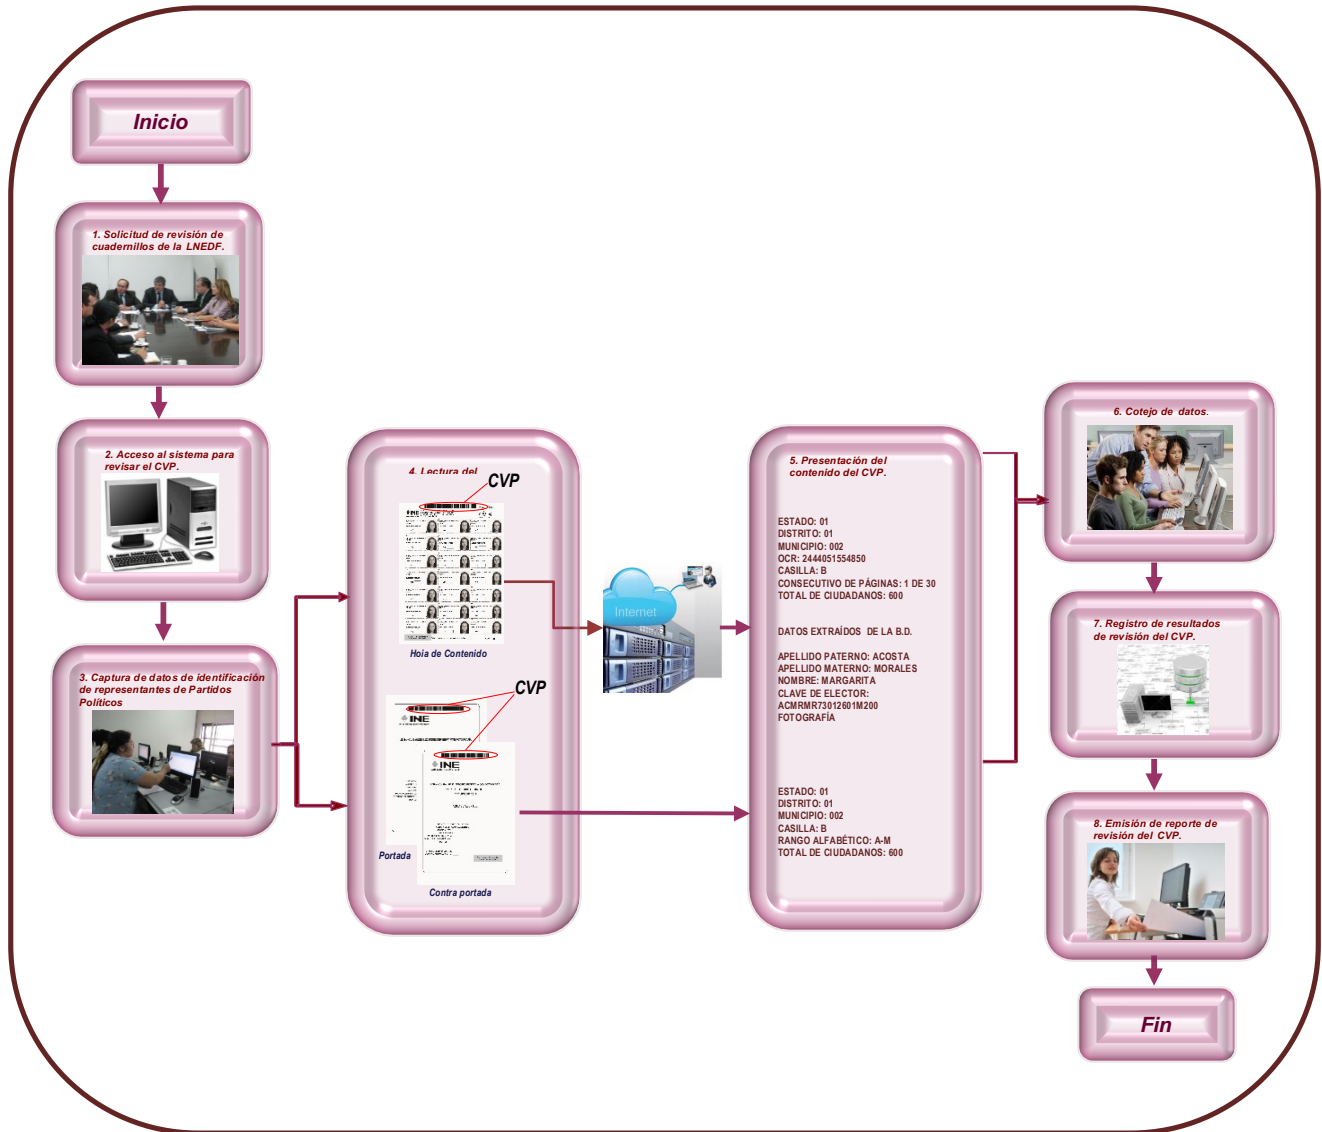 Inicio
1. Solicitud de revisión de
cuadernillos de la LNEDF.
2. Acceso al sistema para
revisar el CVP.
3. Captura de datos de identificación
de representantes de Partidos
Políticos
4. Lectura del
CVP
INE
Hoja de Contenido
CVP
INE
INE
Portada
Contra portada
Internet
5. Presentación del
contenido del CVP.
ESTADO: 01
DISTRITO: 01
MUNICIPIO: 002
OCR: 2444051554850
CASILLA: B
CONSECUTIVO DE PÁGINAS: 1 DE 30
TOTAL DE CIUDADANOS: 600
DATOS EXTRAÍDOS DE LA B.D.
APELLIDO PATERNO: ACOSTA
APELLIDO MATERNO: MORALES
NOMBRE: MARGARITA
CLAVE DE ELECTOR:
ACMRMR73012601M200
FOTOGRAFÍA
ESTADO: 01
DISTRITO: 01
MUNICIPIO: 002
CASILLA: B
RANGO ALFABÉTICO: A-M
TOTAL DE CIUDADANOS: 600
6. Cotejo de datos.
7. Registro de resultados
de revisión del CVP.
8. Emisión de reporte de
revisión del CVP.
Fin